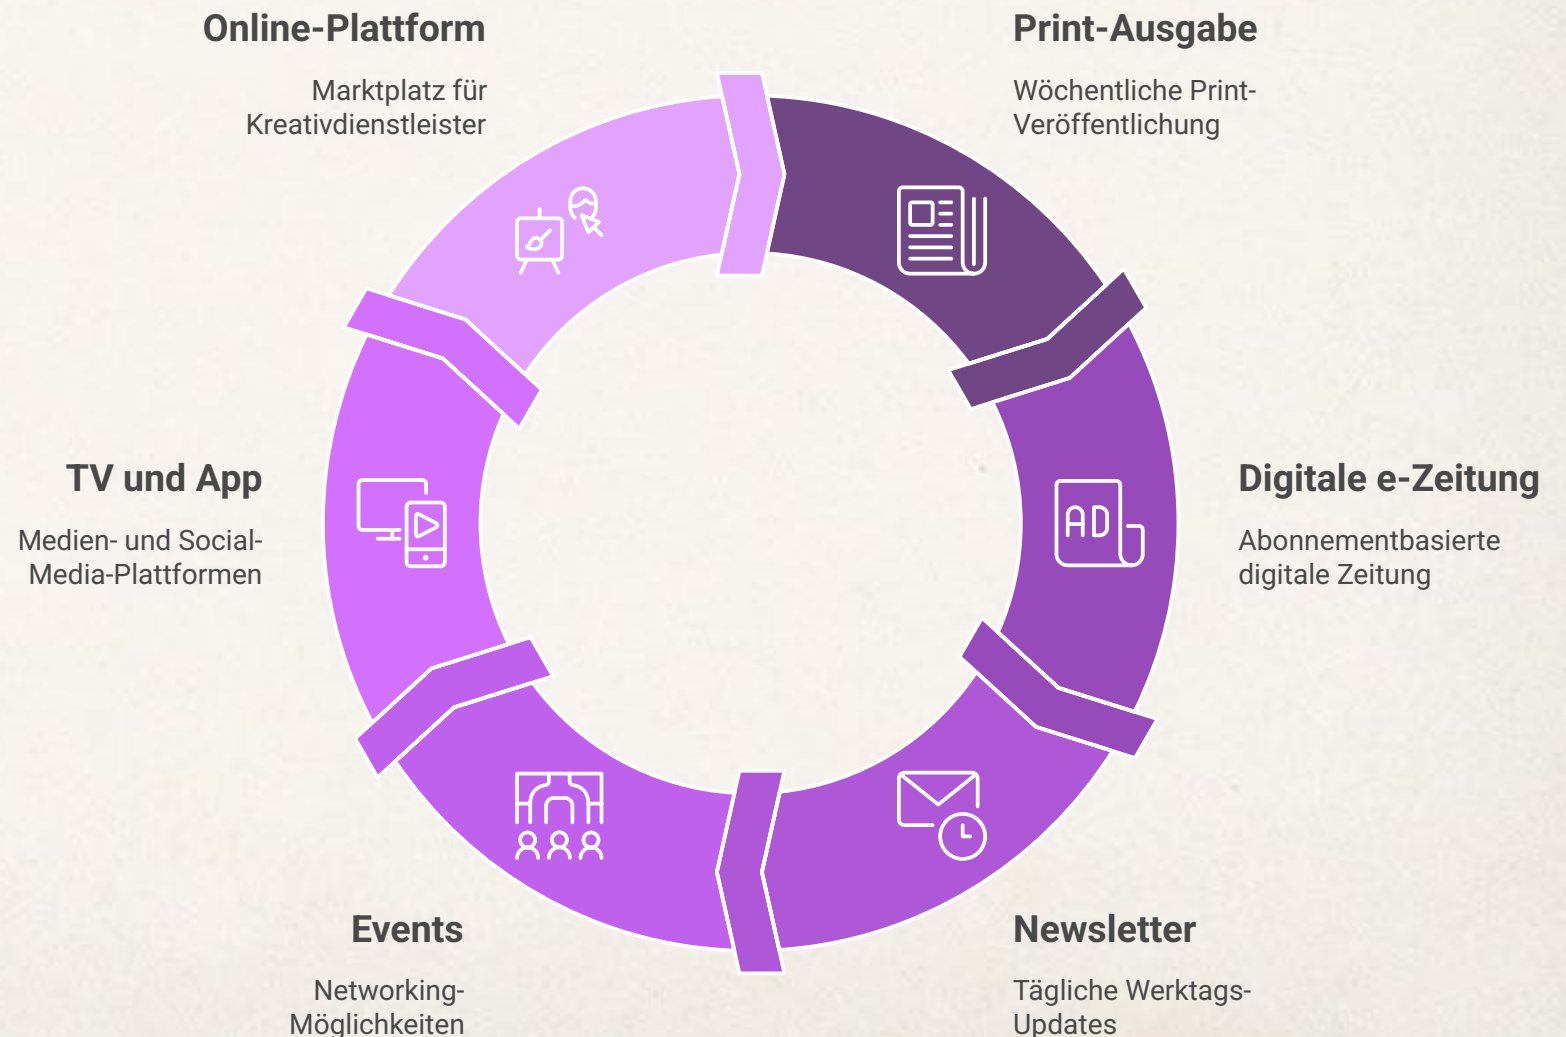 Online-Plattform
Marktplatz für
Kreativdienstleister
Print-Ausgabe
Wöchentliche Print-
Veröffentlichung
TV und App
Medien- und Social-
Media-Plattformen
AD
Digitale e-Zeitung
Abonnementbasierte
digitale Zeitung
Events
Networking-
Möglichkeiten
Newsletter
Tägliche Werktags-
Updates